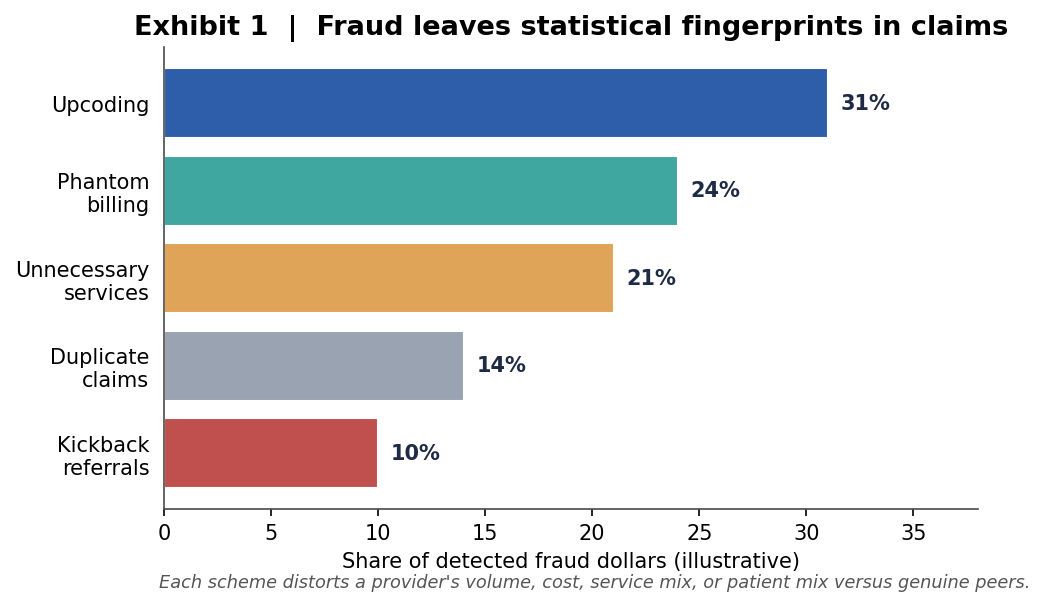 Exhibit 1 | Fraud leaves statistical fingerprints in claims
Upcoding
31%
Phantom
billing
24%
Unnecessary
services
21%
Duplicate
claims
14%
Kickback
referrals
10%
0 5 10 15 20 25 30 35
Share of detected fraud dollars (illustrative)
Each scheme distorts a provider's volume, cost, service mix, or patient mix versus genuine peers.